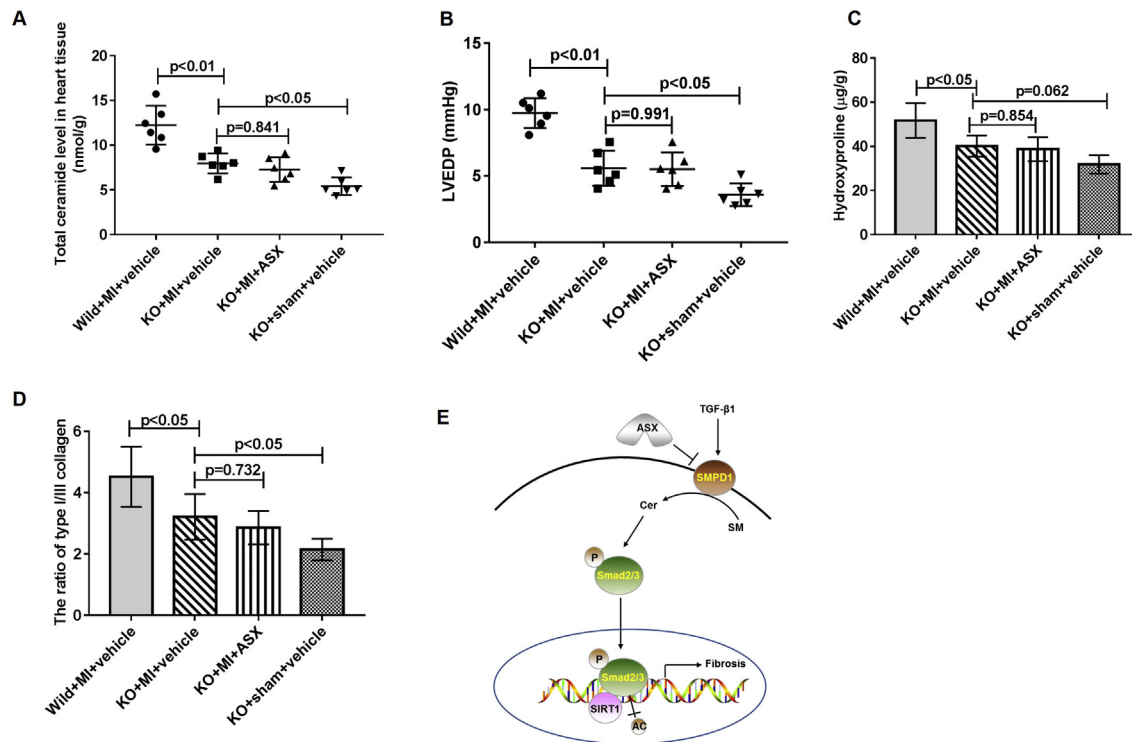 A
Total ceramide level in heart tissue
(nmol/g)
20
15
10
5
0
p<0.01
p<0.05
p=0.841
Wild+MI+vehicle
KO+MI+vehicle
KO+MI+ASX
KO+sham+vehicle
B
LVEDP (mmHg)
15
10
5
0
p<0.01
p<0.05
p=0.991
Wild+MI+vehicle
KO+MI+vehicle
KO+MI+ASX
KO+sham+vehicle
C
Hydroxyproline (μg/g)
80
60
40
20
0
p<0.05
p=0.062
p=0.854
Wild+MI+vehicle
KO+MI+vehicle
KO+MI+ASX
KO+sham+vehicle
D
The ratio of type I/III collagen
6
4
2
0
p<0.05
p<0.05
p=0.732
Wild+MI+vehicle
KO+MI+vehicle
KO+MI+ASX
KO+sham+vehicle
E
TGF-β1
ASX
SMPD1
Cer
SM
P
Smad2/3
P
Smad2/3
Fibrosis
SIRT1
AC